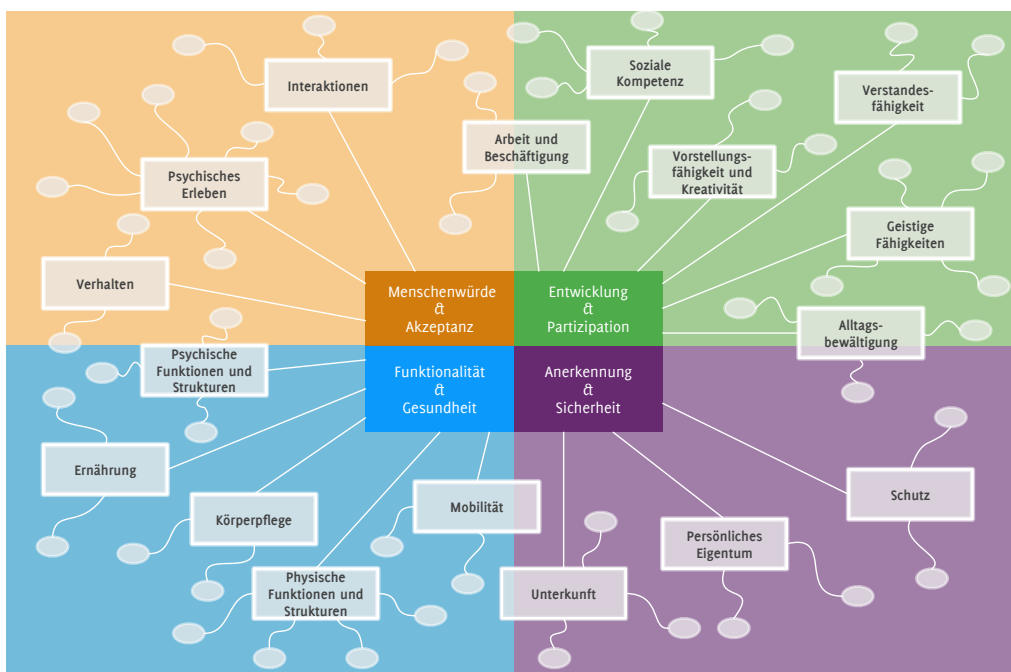 Interaktionen
Soziale
Kompetenz
Verstandes-
fähigkeit
Arbeit und
Beschäftigung
Vorstellungs-
fähigkeit und
Kreativität
Psychisches
Erleben
Geistige
Fähigkeiten
Verhalten
Menschenwürde
&
Akzeptanz
Entwicklung
&
Partizipation
Alltags-
bewältigung
Psychische
Funktionen und
Strukturen
Funktionalität
&
Gesundheit
Anerkennung
&
Sicherheit
Ernährung
Körperpflege
Mobilität
Schutz
Persönliches
Eigentum
Physische
Funktionen und
Strukturen
Unterkunft